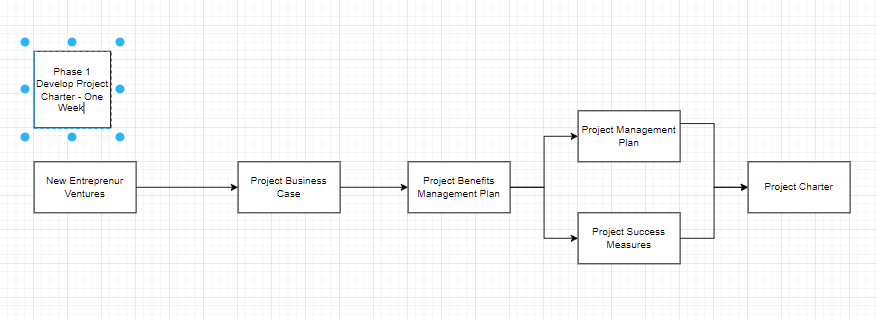 Phase 1
Develop Project
Charter - One
Week
New Entreprenur
Ventures
Project Business
Case
Project Benefits
Management Plan
Project Management
Plan
Project Success
Measures
Project Charter